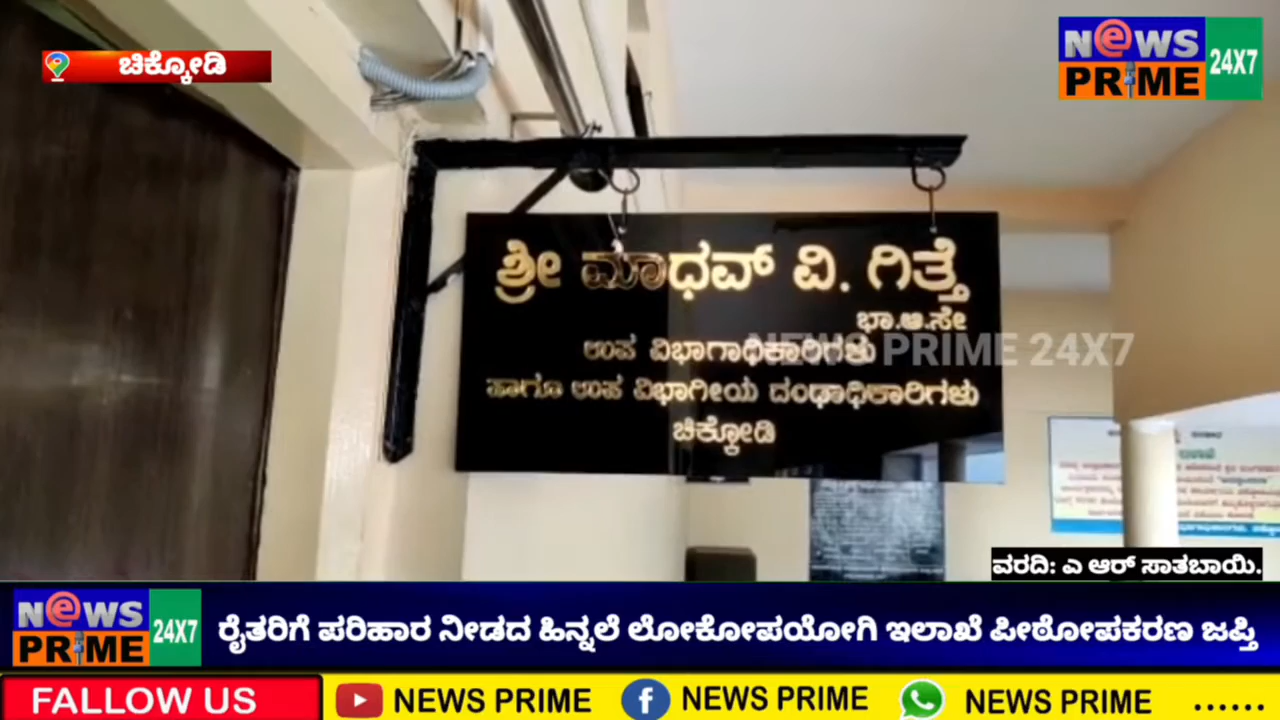 ಚಿಕ್ಕೋಡಿ
NEWS
PRIME
24X7
ಶ್ರೀ ಮಾಧವ್ ವಿ. ಗಿತ್ತೆ
ಭಾ.ಆ.ಸೇ
ಉಪ ವಿಭಾಗಾಧಿಕಾರಿಗಳು
NEWS PRIME 24X7
ಹಾಗೂ ಉಪ ವಿಭಾಗೀಯ ದಂಢಾಧಿಕಾರಿಗಳು
ಚಿಕ್ಕೋಡಿ
ವರದಿ: ಎ ಆರ್ ಸಾತಬಾಯಿ.
NEWS
PRIME
24X7
ರೈತರಿಗೆ ಪರಿಹಾರ ನೀಡದ ಹಿನ್ನಲೆ ಲೋಕೋಪಯೋಗಿ ಇಲಾಖೆ ಪೀಠೋಪಕರಣ ಜಪ್ತಿ
FALLOW US
NEWS PRIME
NEWS PRIME
NEWS PRIME ......